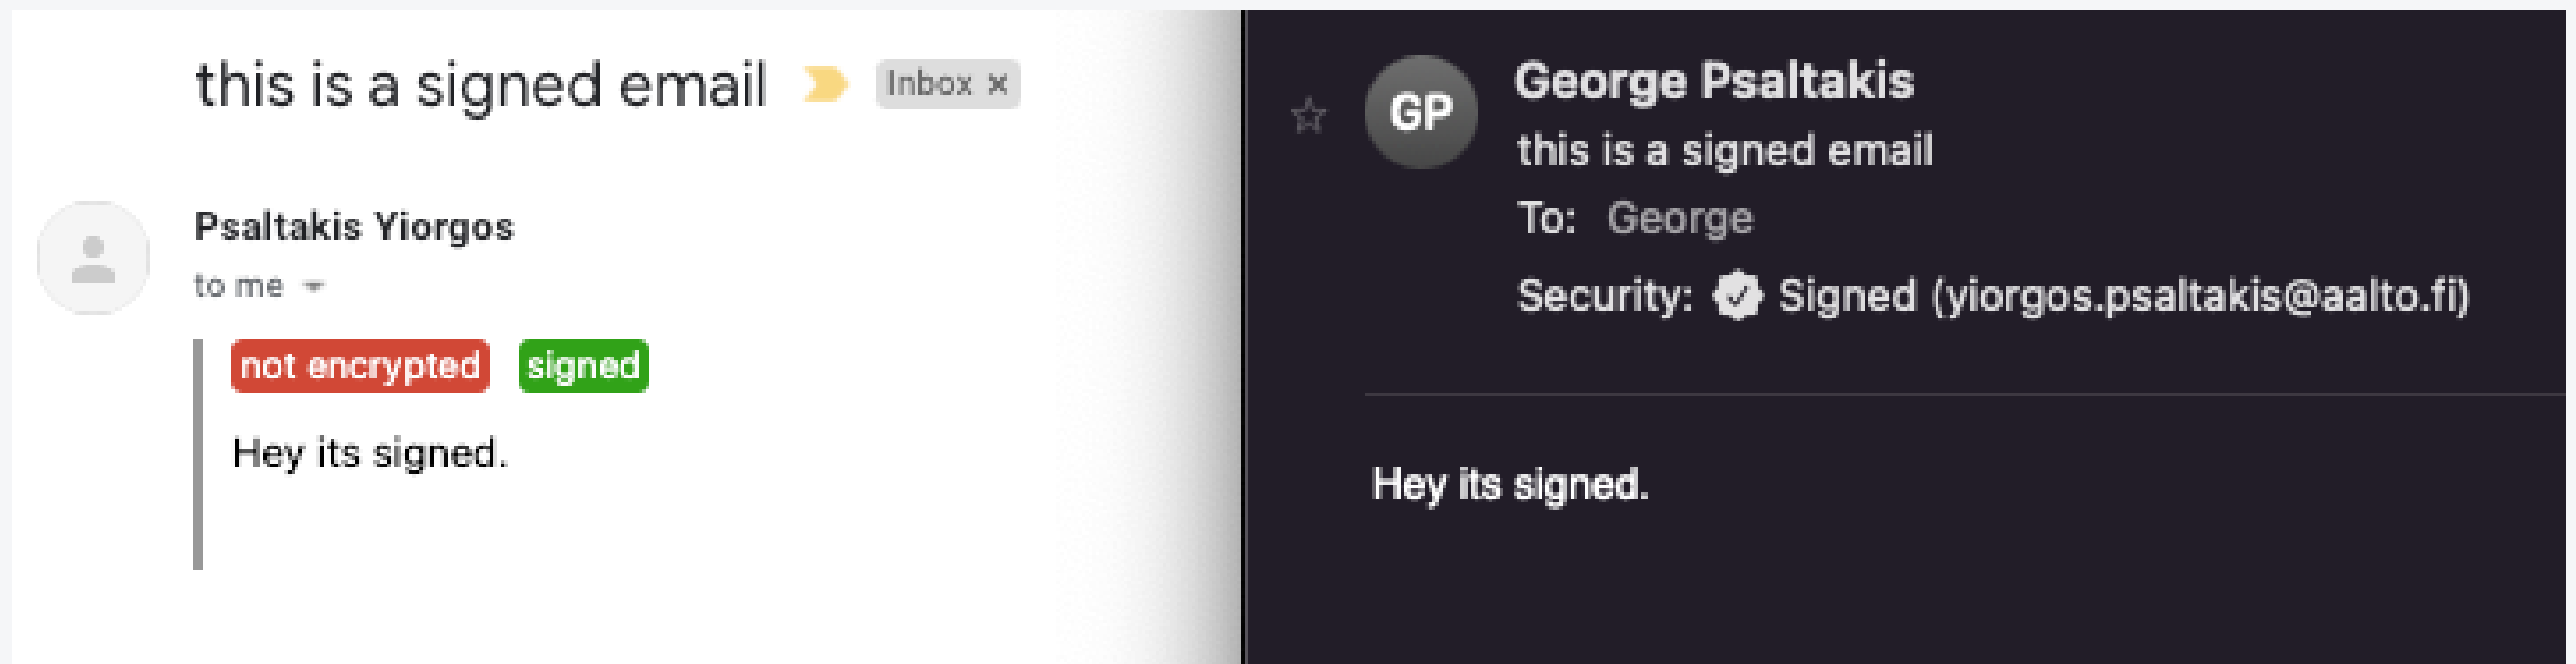 this is a signed email Inbox ×
Psaltakis Yiorgos
to me
not encrypted signed
Hey its signed.
GP
George Psaltakis
this is a signed email
To: George
Security: Signed (yiorgos.psaltakis@aalto.fi)
Hey its signed.